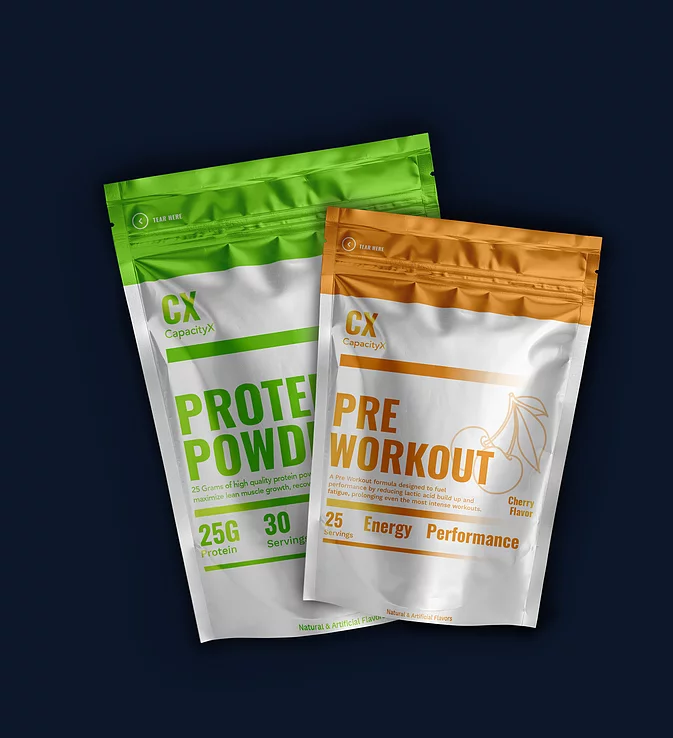 TEAR HERE
CX
CapacityX
PROTE
POWD
25 Grams of high quality protein pow
maximize lean muscle growth, recov
25G
Protein
30
Servings
Natural & Artificial Flavors
TEAR HERE
CX
CapacityX
PRE
WORKOUT
A Pre Workout formula designed to fuel
performance by reducing lactic acid build up and
fatigue, prolonging even the most intense workouts.
Cherry
Flavor
25
Servings
Energy
Performance
Natural & Artificial Flavors